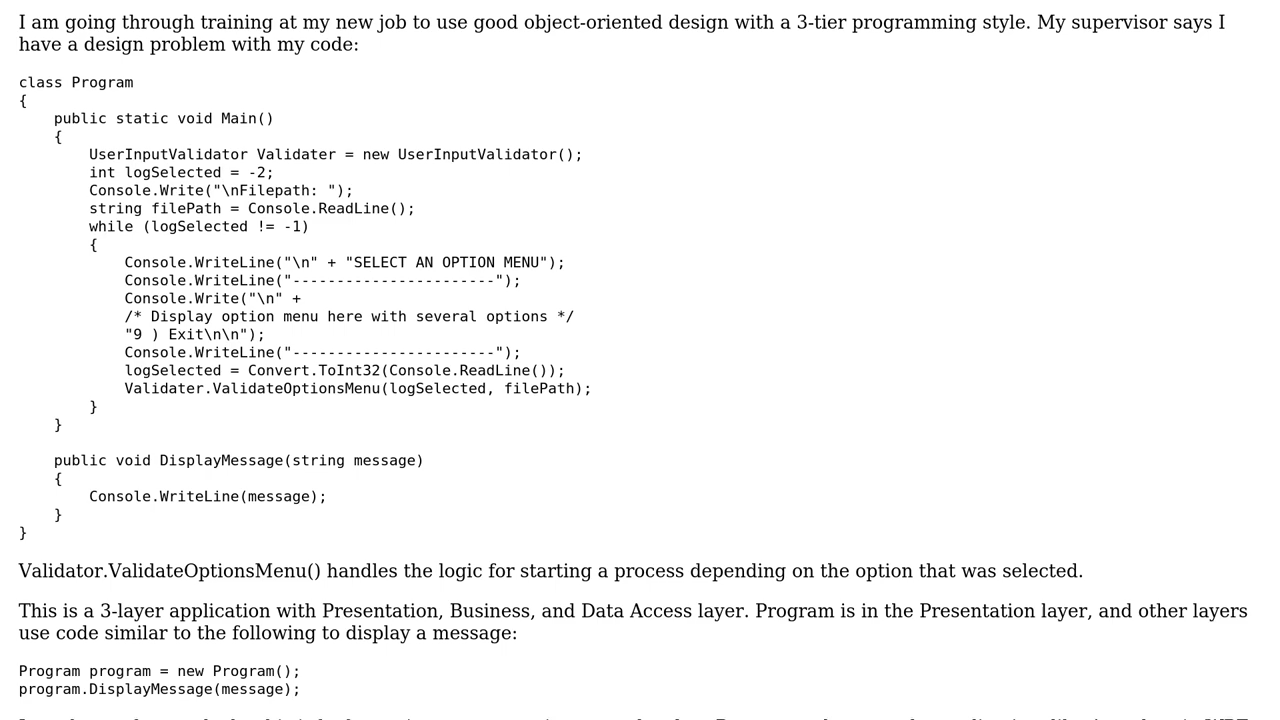 I am going through training at my new job to use good object-oriented design with a 3-tier programming style. My supervisor says I
have a design problem with my code:
class Program
{
    public static void Main()
    {
        UserInputValidator Validater = new UserInputValidator();
        int logSelected = -2;
        Console.Write("\nFilepath: ");
        string filePath = Console.ReadLine();
        while (logSelected != -1)
        {
            Console.WriteLine("\n" + "SELECT AN OPTION MENU");
            Console.WriteLine("-----------------------");
            Console.Write("\n" +
            /* Display option menu here with several options */
            "9 ) Exit\n\n");
            Console.WriteLine("-----------------------");
            logSelected = Convert.ToInt32(Console.ReadLine());
            Validater.ValidateOptionsMenu(logSelected, filePath);
        }
    }
    public void DisplayMessage(string message)
    {
        Console.WriteLine(message);
    }
}
Validator.ValidateOptionsMenu() handles the logic for starting a process depending on the option that was selected.
This is a 3-layer application with Presentation, Business, and Data Access layer. Program is in the Presentation layer, and other layers
use code similar to the following to display a message:
Program program = new Program();
program.DisplayMessage(message);